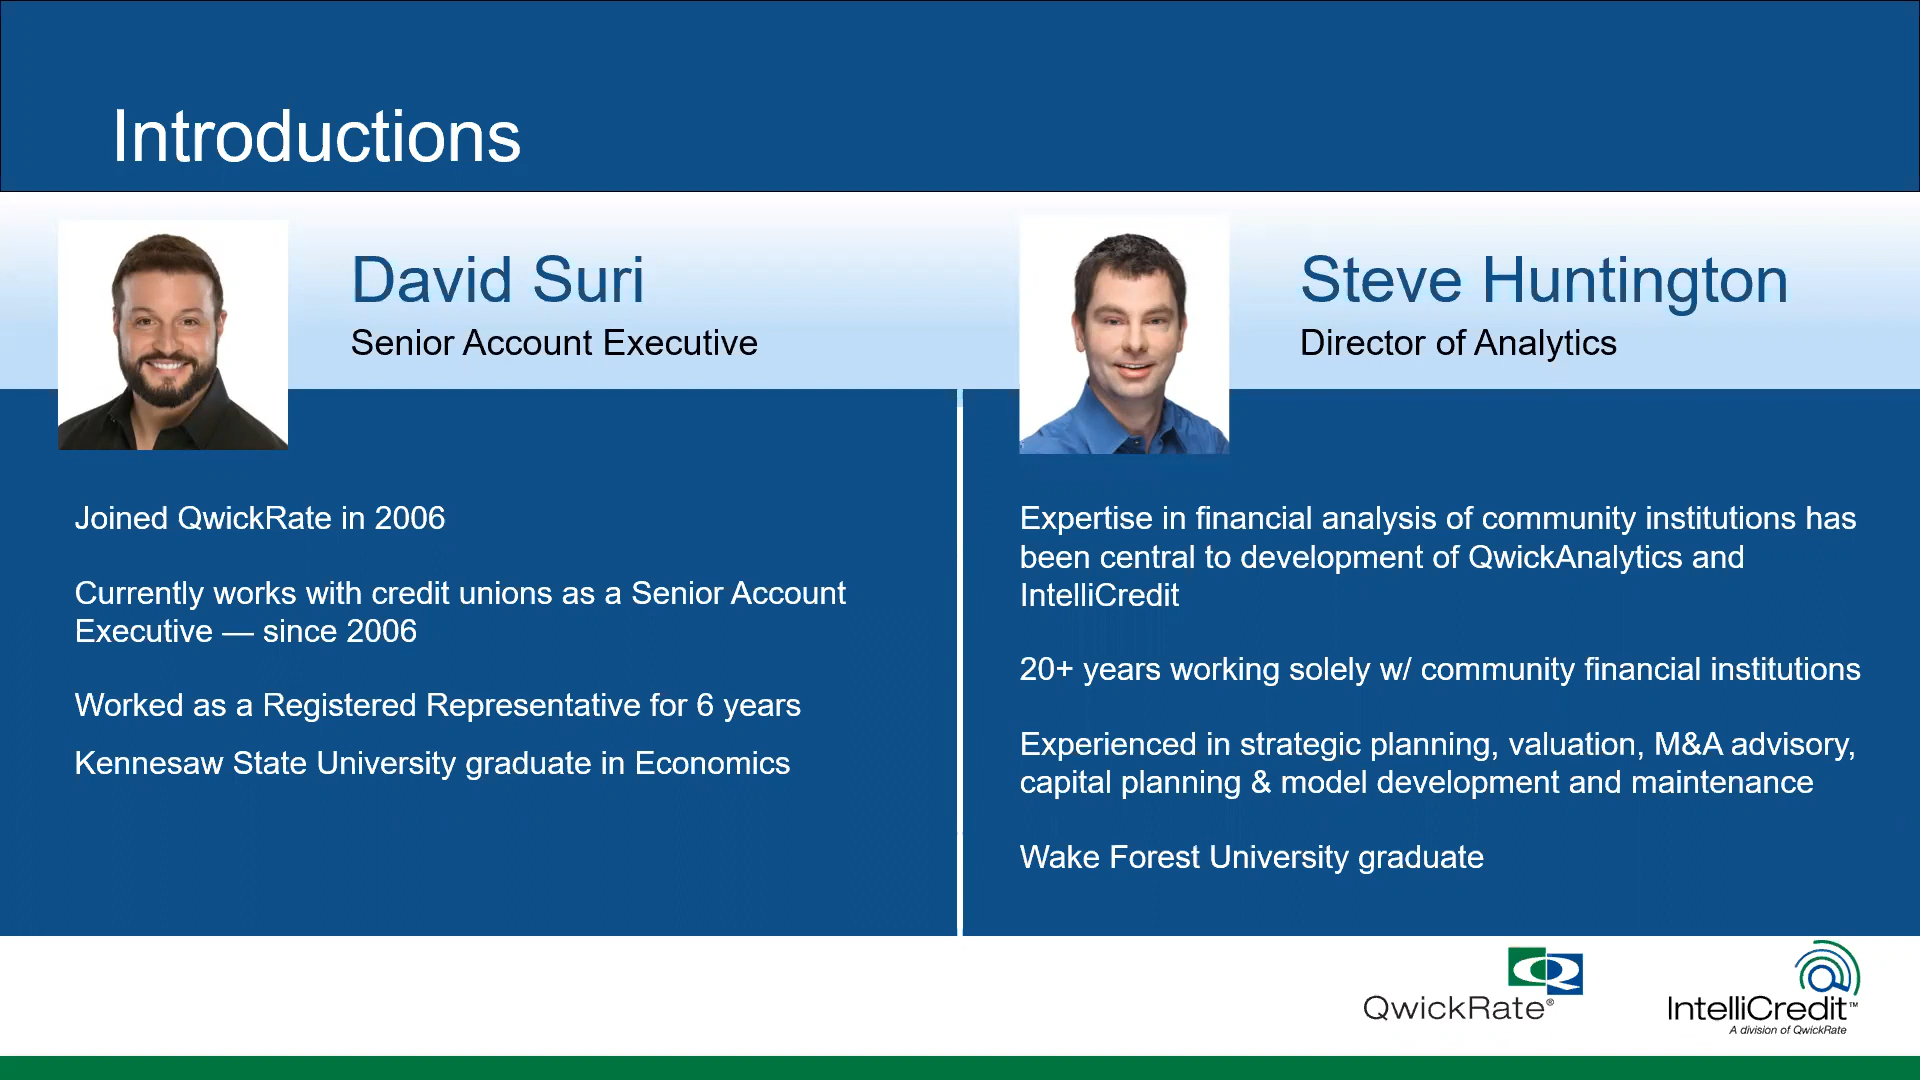 Introductions
David Suri
Senior Account Executive
Joined QwickRate in 2006
Currently works with credit unions as a Senior Account
Executive — since 2006
Worked as a Registered Representative for 6 years
Kennesaw State University graduate in Economics
Steve Huntington
Director of Analytics
Expertise in financial analysis of community institutions has
been central to development of QwickAnalytics and
IntelliCredit
20+ years working solely w/ community financial institutions
Experienced in strategic planning, valuation, M&A advisory,
capital planning & model development and maintenance
Wake Forest University graduate
QwickRate®
IntelliCredit™
A division of QwickRate